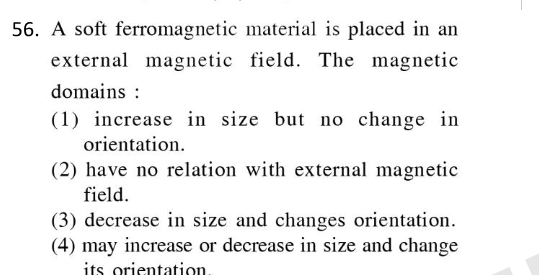 56. A soft ferromagnetic material is placed in an
external magnetic field. The magnetic
domains :
(1) increase in size but no change in
orientation.
(2) have no relation with external magnetic
field.
(3) decrease in size and changes orientation.
(4) may increase or decrease in size and change
its orientation.